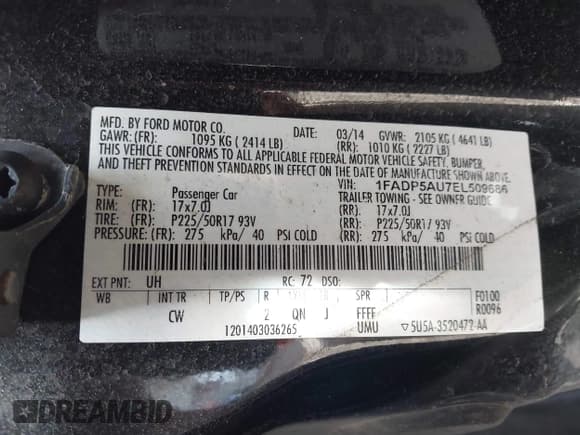 MFD. BY FORD MOTOR CO.
DATE: 03/14 GVWR: 2105 KG ( 4641 LB)
GAWR: (FR): 1095 KG ( 2414 LB) (RR): 1010 KG ( 2227 LB)
THIS VEHICLE CONFORMS TO ALL APPLICABLE FEDERAL MOTOR VEHICLE SAFETY, BUMPER,
AND THEFT PREVENTION STANDARDS IN EFFECT ON THE DATE OF MANUFACTURE SHOWN ABOVE.
VIN: 1FADP5AU7EL509686
TYPE: Passenger Car TRAILER TOWING - SEE OWNER GUIDE
RIM: (FR): 17x7.0J (RR): 17x7.0J
TIRE: (FR): P225/50R17 93V (RR): P225/50R17 93V
PRESSURE: (FR): 275 kPa/ 40 PSI COLD (RR): 275 kPa/ 40 PSI COLD
EXT PNT: UH RC: 72 DSO:
WB INT TR TP/PS R SPR F0100
CW 2 QN J FFFF R0096
1201403036265 UMU ▽5U5A-3520472-AA
DREAMBID